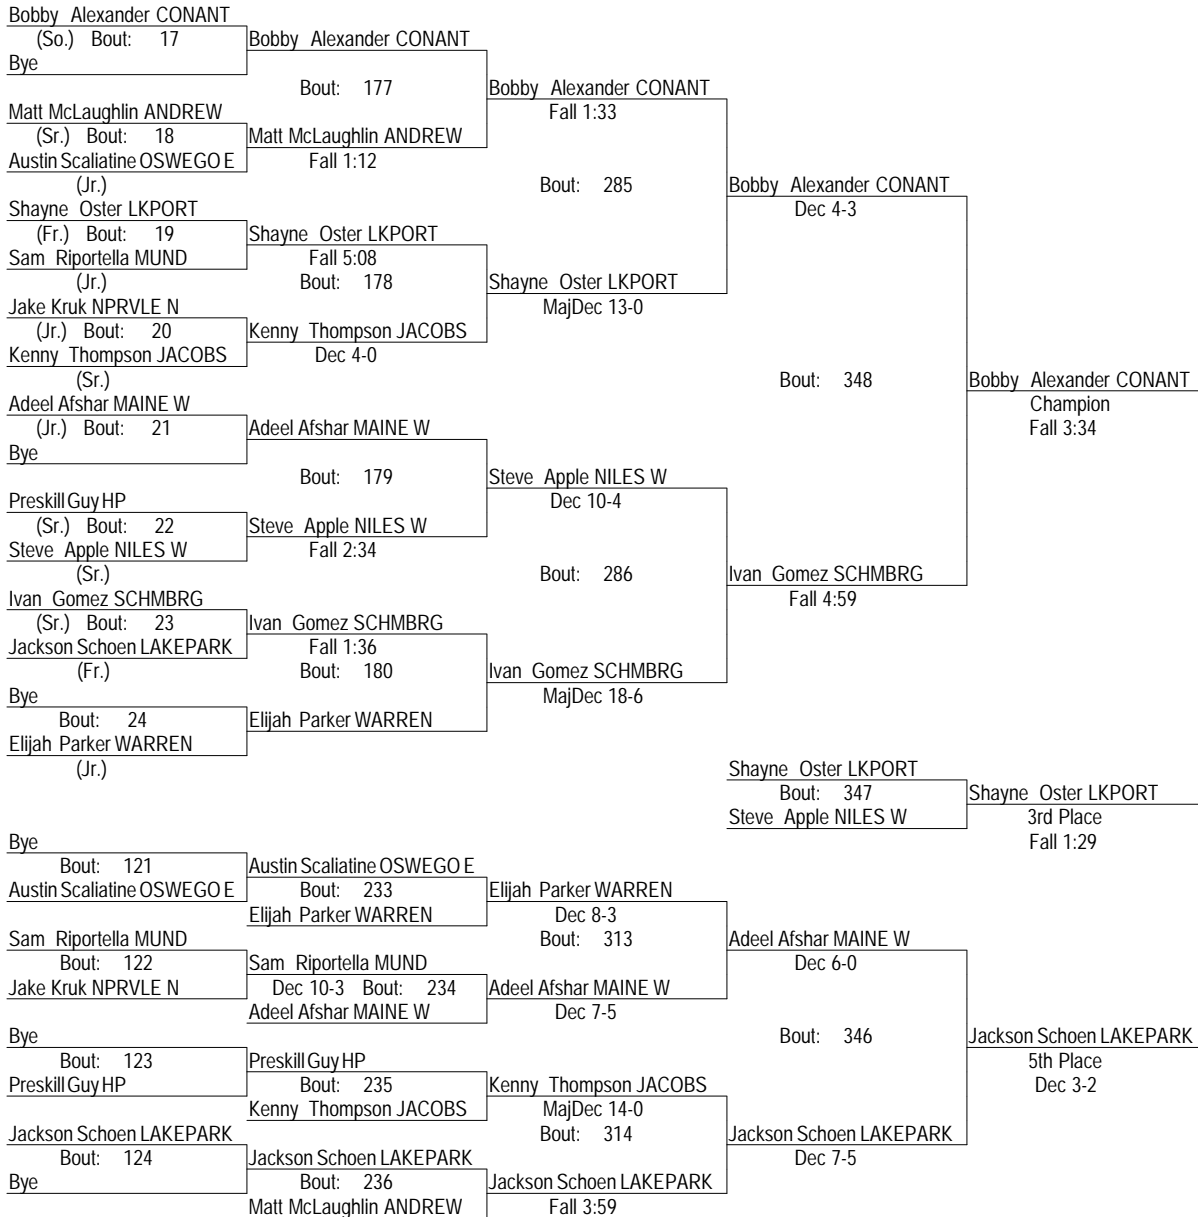 Bobby Alexander CONANT
(So.) Bout: 17
Bobby Alexander CONANT
Bye
Bout: 177
Bobby Alexander CONANT
Matt McLaughlin ANDREW
Fall 1:33
(Sr.) Bout: 18
Matt McLaughlin ANDREW
Austin Scaliatine OSWEGO E
Fall 1:12
(Jr.)
Bout: 285
Bobby Alexander CONANT
Shayne Oster LKPORT
Dec 4-3
(Fr.) Bout: 19
Shayne Oster LKPORT
Sam Riportella MUND
Fall 5:08
(Jr.)
Bout: 178
Shayne Oster LKPORT
Jake Kruk NPRVLE N
MajDec 13-0
(Jr.) Bout: 20
Kenny Thompson JACOBS
Kenny Thompson JACOBS
Dec 4-0
(Sr.)
Bout: 348
Bobby Alexander CONANT
Adeel Afshar MAINE W
Champion
(Jr.) Bout: 21
Adeel Afshar MAINE W
Fall 3:34
Bye
Bout: 179
Steve Apple NILES W
Preskill Guy HP
Dec 10-4
(Sr.) Bout: 22
Steve Apple NILES W
Steve Apple NILES W
Fall 2:34
(Sr.)
Bout: 286
Ivan Gomez SCHMBRG
Ivan Gomez SCHMBRG
Fall 4:59
(Sr.) Bout: 23
Ivan Gomez SCHMBRG
Jackson Schoen LAKEPARK
Fall 1:36
(Fr.)
Bout: 180
Ivan Gomez SCHMBRG
Bye
MajDec 18-6
Bout: 24
Elijah Parker WARREN
Elijah Parker WARREN
(Jr.)
Shayne Oster LKPORT
Bout: 347
Shayne Oster LKPORT
Steve Apple NILES W
3rd Place
Fall 1:29
Bye
Bout: 121
Austin Scaliatine OSWEGO E
Austin Scaliatine OSWEGO E
Bout: 233
Elijah Parker WARREN
Elijah Parker WARREN
Dec 8-3
Sam Riportella MUND
Bout: 313
Adeel Afshar MAINE W
Bout: 122
Sam Riportella MUND
Dec 6-0
Jake Kruk NPRVLE N
Dec 10-3 Bout: 234
Adeel Afshar MAINE W
Adeel Afshar MAINE W
Dec 7-5
Bye
Bout: 346
Jackson Schoen LAKEPARK
Bout: 123
Preskill Guy HP
5th Place
Preskill Guy HP
Bout: 235
Kenny Thompson JACOBS
Dec 3-2
Kenny Thompson JACOBS
MajDec 14-0
Jackson Schoen LAKEPARK
Bout: 314
Jackson Schoen LAKEPARK
Bout: 124
Jackson Schoen LAKEPARK
Dec 7-5
Bye
Bout: 236
Jackson Schoen LAKEPARK
Matt McLaughlin ANDREW
Fall 3:59